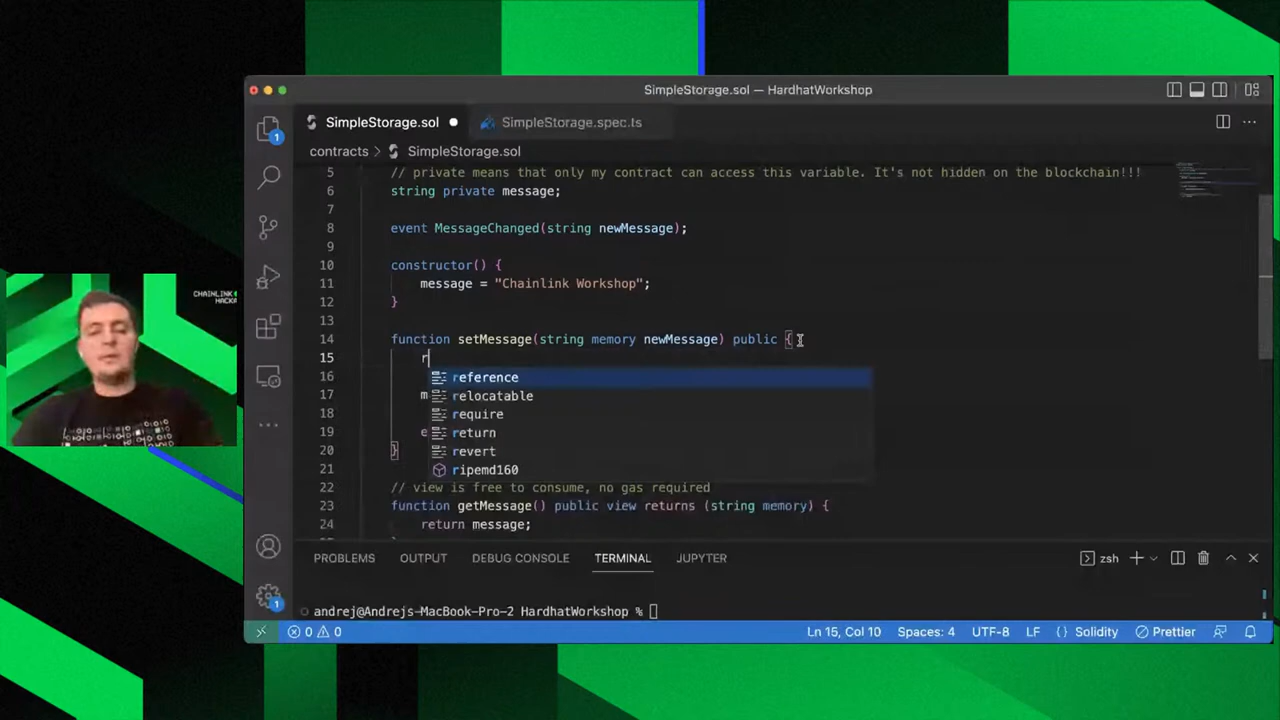 SimpleStorage.sol — HardhatWorkshop
SimpleStorage.sol ● SimpleStorage.spec.ts
contracts > SimpleStorage.sol
5 // private means that only my contract can access this variable. It's not hidden on the blockchain!!!
6 string private message;
7
8 event MessageChanged(string newMessage);
9
10 constructor() {
11 message = "Chainlink Workshop";
12 }
13
14 function setMessage(string memory newMessage) public {
15 r
16 reference
17 m relocatable
18 require
19 e return
20 } revert
21 ripemd160
22 // view is free to consume, no gas required
23 function getMessage() public view returns (string memory) {
24 return message;
1
1
CHAINLINK
HACKA
PROBLEMS OUTPUT DEBUG CONSOLE TERMINAL JUPYTER zsh
andrej@Andrejs-MacBook-Pro-2 HardhatWorkshop %
0 0 Ln 15, Col 10 Spaces: 4 UTF-8 LF {} Solidity Prettier